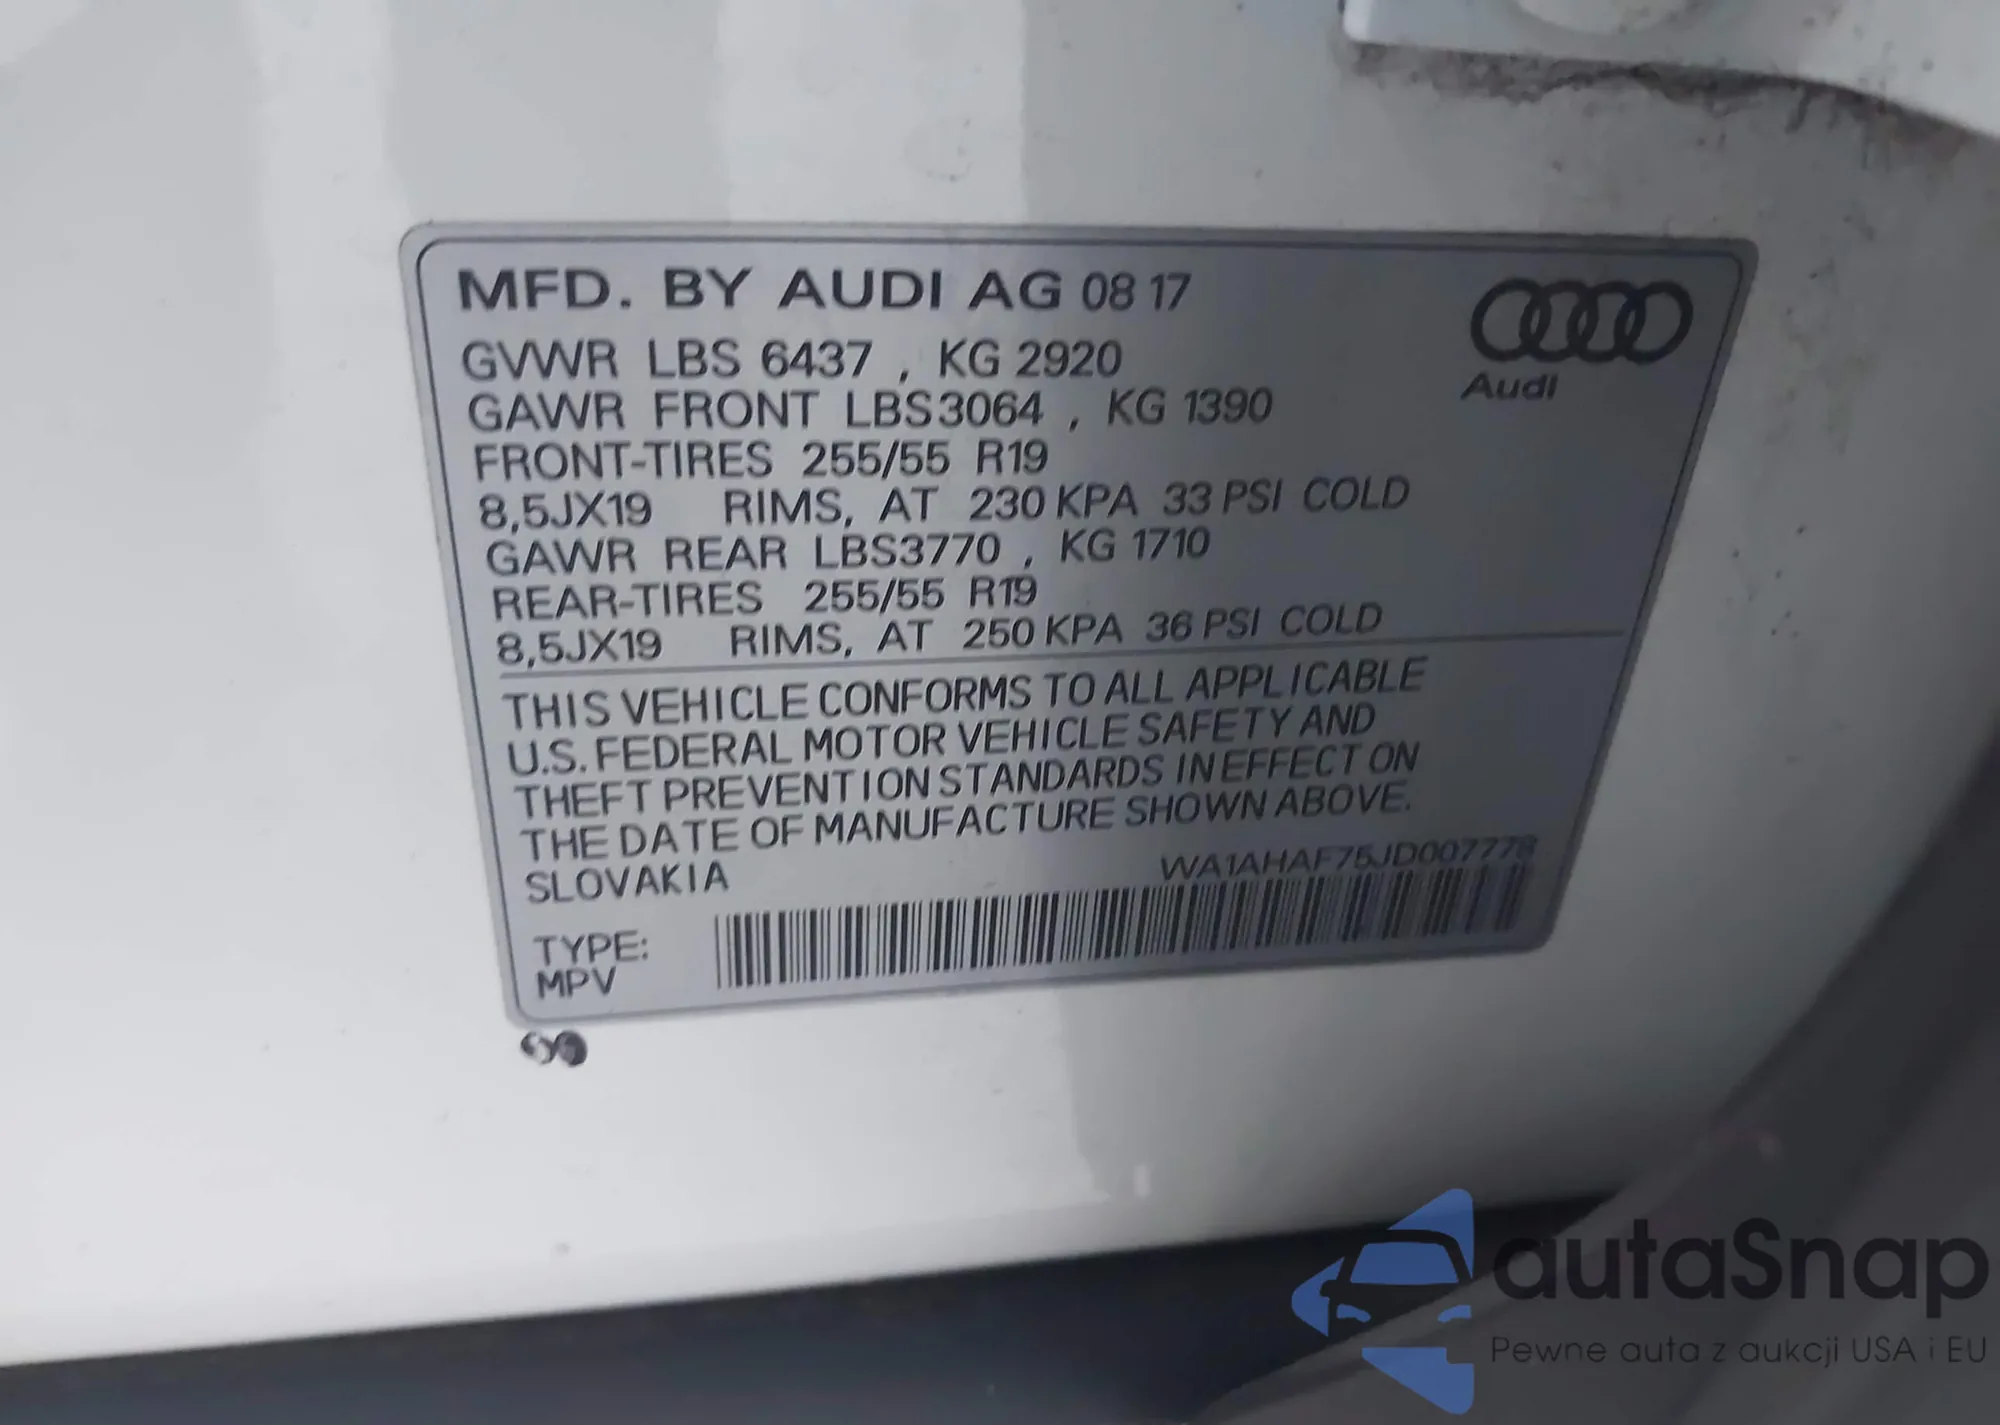 MFD. BY AUDI AG 08 17
GVWR LBS 6437 , KG 2920
GAWR FRONT LBS3064 , KG 1390
FRONT-TIRES 255/55 R19
8,5JX19 RIMS, AT 230 KPA 33 PSI COLD
GAWR REAR LBS3770 , KG 1710
REAR-TIRES 255/55 R19
8,5JX19 RIMS, AT 250 KPA 36 PSI COLD
Audi
THIS VEHICLE CONFORMS TO ALL APPLICABLE
U.S. FEDERAL MOTOR VEHICLE SAFETY AND
THEFT PREVENTION STANDARDS IN EFFECT ON
THE DATE OF MANUFACTURE SHOWN ABOVE.
SLOVAKIA WA1AHAF75JD007778
TYPE:
MPV
autaSnap
Pewne auta z aukcji USA i EU